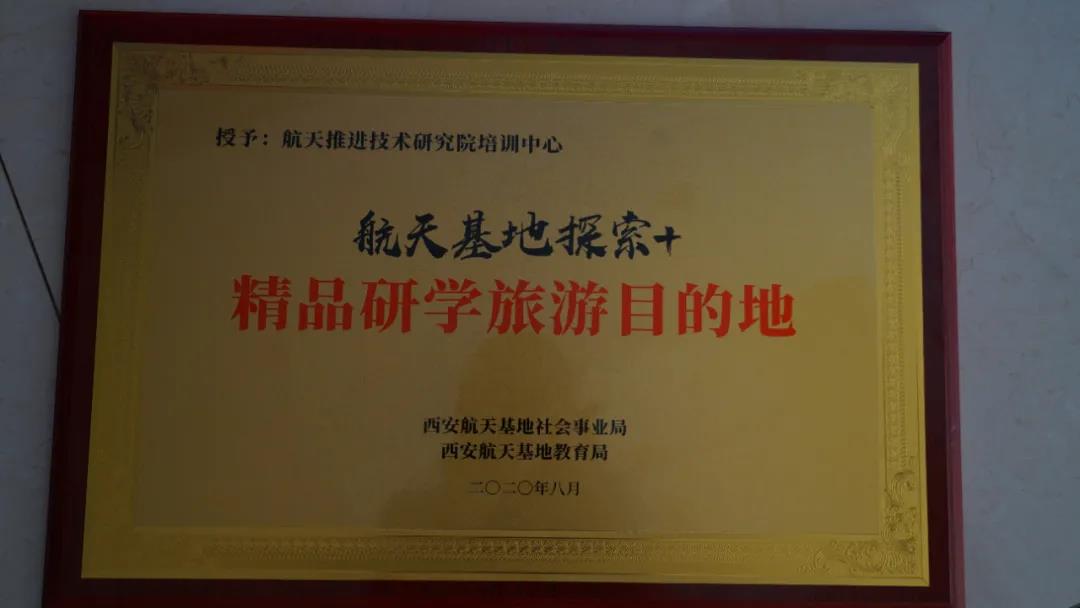 授予：航天推进技术研究院培训中心
航天基地探索+
精品研学旅游目的地
西安航天基地社会事业局
西安航天基地教育局
二〇二〇年八月